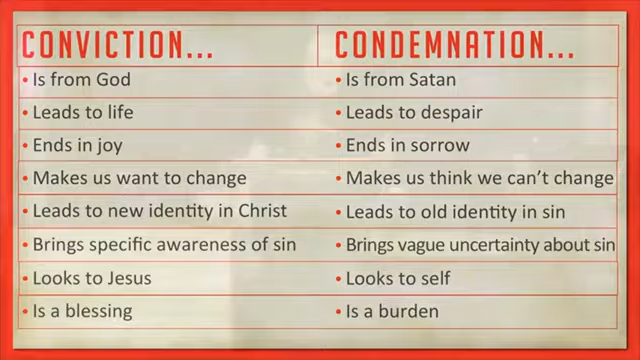 CONVICTION... CONDEMNATION...
• Is from God • Is from Satan
• Leads to life • Leads to despair
• Ends in joy • Ends in sorrow
• Makes us want to change • Makes us think we can't change
• Leads to new identity in Christ • Leads to old identity in sin
• Brings specific awareness of sin • Brings vague uncertainty about sin
• Looks to Jesus • Looks to self
• Is a blessing • Is a burden